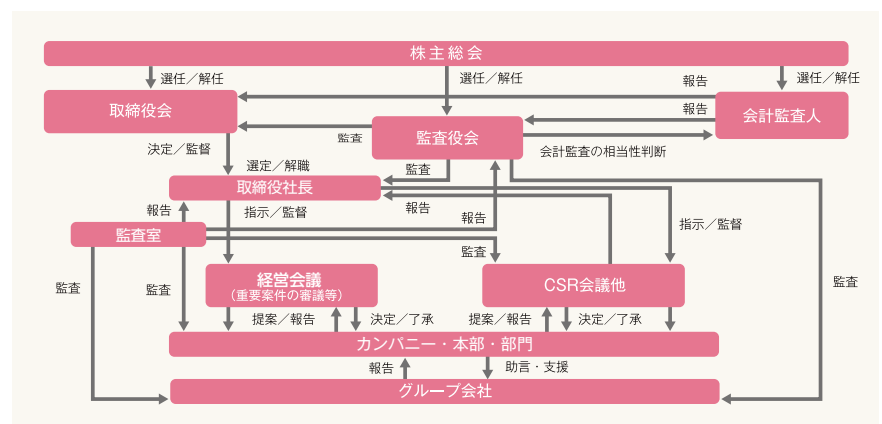 株主総会
選任／解任
選任／解任
選任／解任
報告
取締役会
会計監査人
報告
監査役会
監査
決定／監督
会計監査の相当性判断
選定／解職
監査
取締役社長
報告
指示／監督
報告
報告
指示／監督
監査室
監査
経営会議
（重要案件の審議等）
CSR会議他
監査
監査
監査
提案／報告
決定／了承
提案／報告
決定／了承
カンパニー・本部・部門
報告
助言・支援
グループ会社